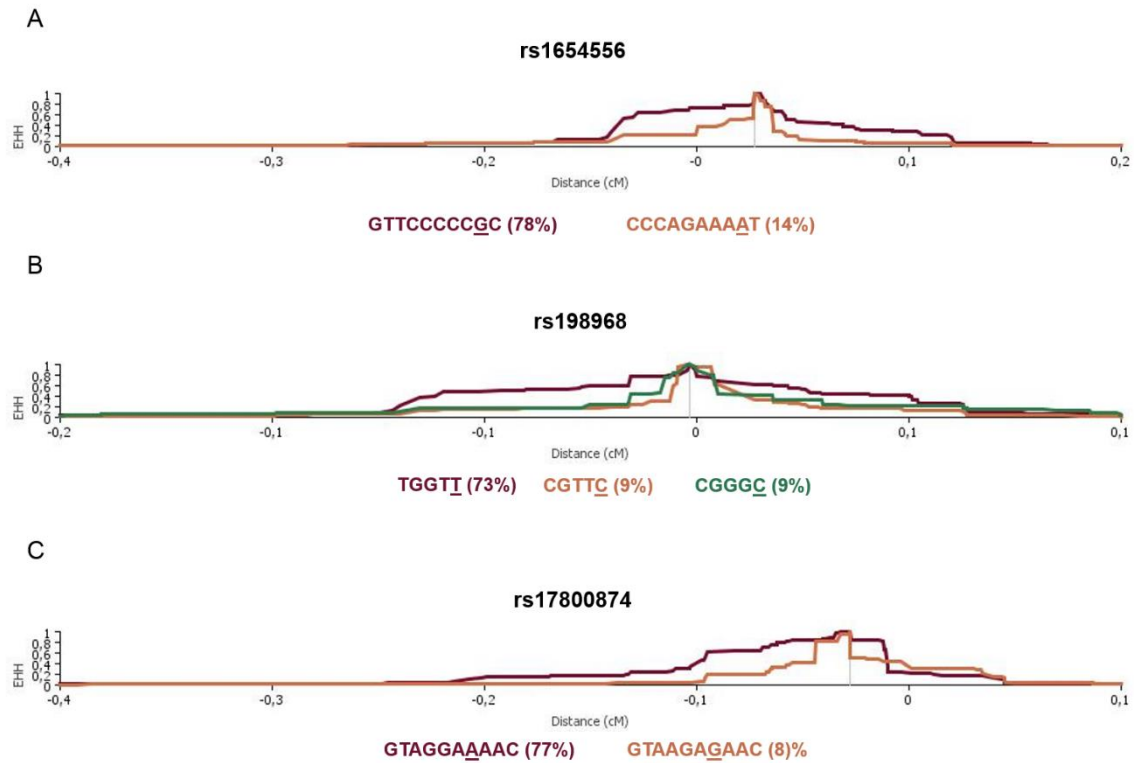 A
rs1654556
EHH
1
0,8
0,6
0,4
0,2
0
-0,4 -0,3 -0,2 -0 0,1 0,2
Distance (cM)
GTTCCCCCGC (78%) CCCAGAAAAT (14%)
B
rs198968
EHH
1
0,8
0,6
0,4
0,2
0
-0,2 -0,1 -0,1 0 0,1 0,1
Distance (cM)
TGGTT (73%) CGTTC (9%) CGGGC (9%)
C
rs17800874
EHH
1
0,8
0,6
0,4
0,2
0
-0,4 -0,3 -0,2 -0,1 0 0,1
Distance (cM)
GTAGGAAAAC (77%) GTAAGAGAAC (8)%